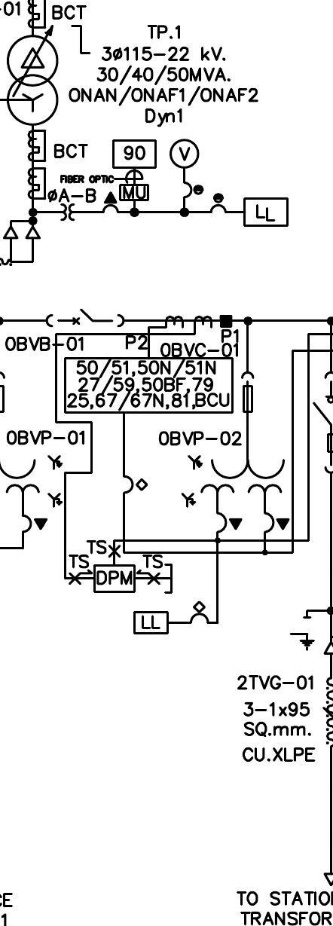 -01
BCT
TP.1
3ø115-22 kV.
30/40/50MVA.
ONAN/ONAF1/ONAF2
Dyn1
BCT
90
V
FIBER OPTIC
MU
øA-B
LL
P2
P1
0BVB-01
0BVC-01
50/51,50N/51N
27/59,50BF,79
25,67/67N,81,BCU
0BVP-01
0BVP-02
TS
TS
TS
DPM
LL
2TVG-01
3-1x95
SQ.mm.
CU.XLPE
CE
TO STATIO
1
TRANSFOR